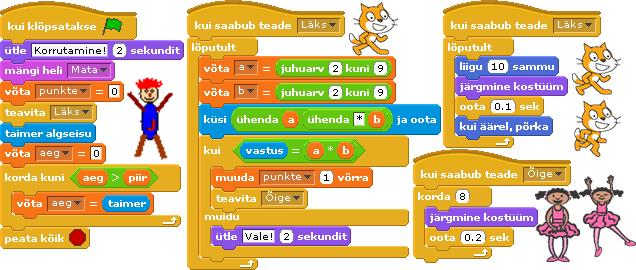 kui klõpsatakse
ütle Korrutamine! 2 sekundit
mängi heli Mata
võta punkte = 0
teavita Läks
taimer algseisu
võta aeg = 0
korda kuni aeg > piir
võta aeg = taimer
peata kõik
kui saabub teade Läks
lõputult
võta a = juhuarv 2 kuni 9
võta b = juhuarv 2 kuni 9
küsi ühenda a ühenda * b ja oota
kui vastus = a * b
muuda punkte 1 võrra
teavita Õige
muidu
ütle Vale! 2 sekundit
kui saabub teade Läks
lõputult
liigu 10 sammu
järgmine kostüüm
oota 0.1 sek
kui äärel, põrka
kui saabub teade Õige
korda 8
järgmine kostüüm
oota 0.2 sek